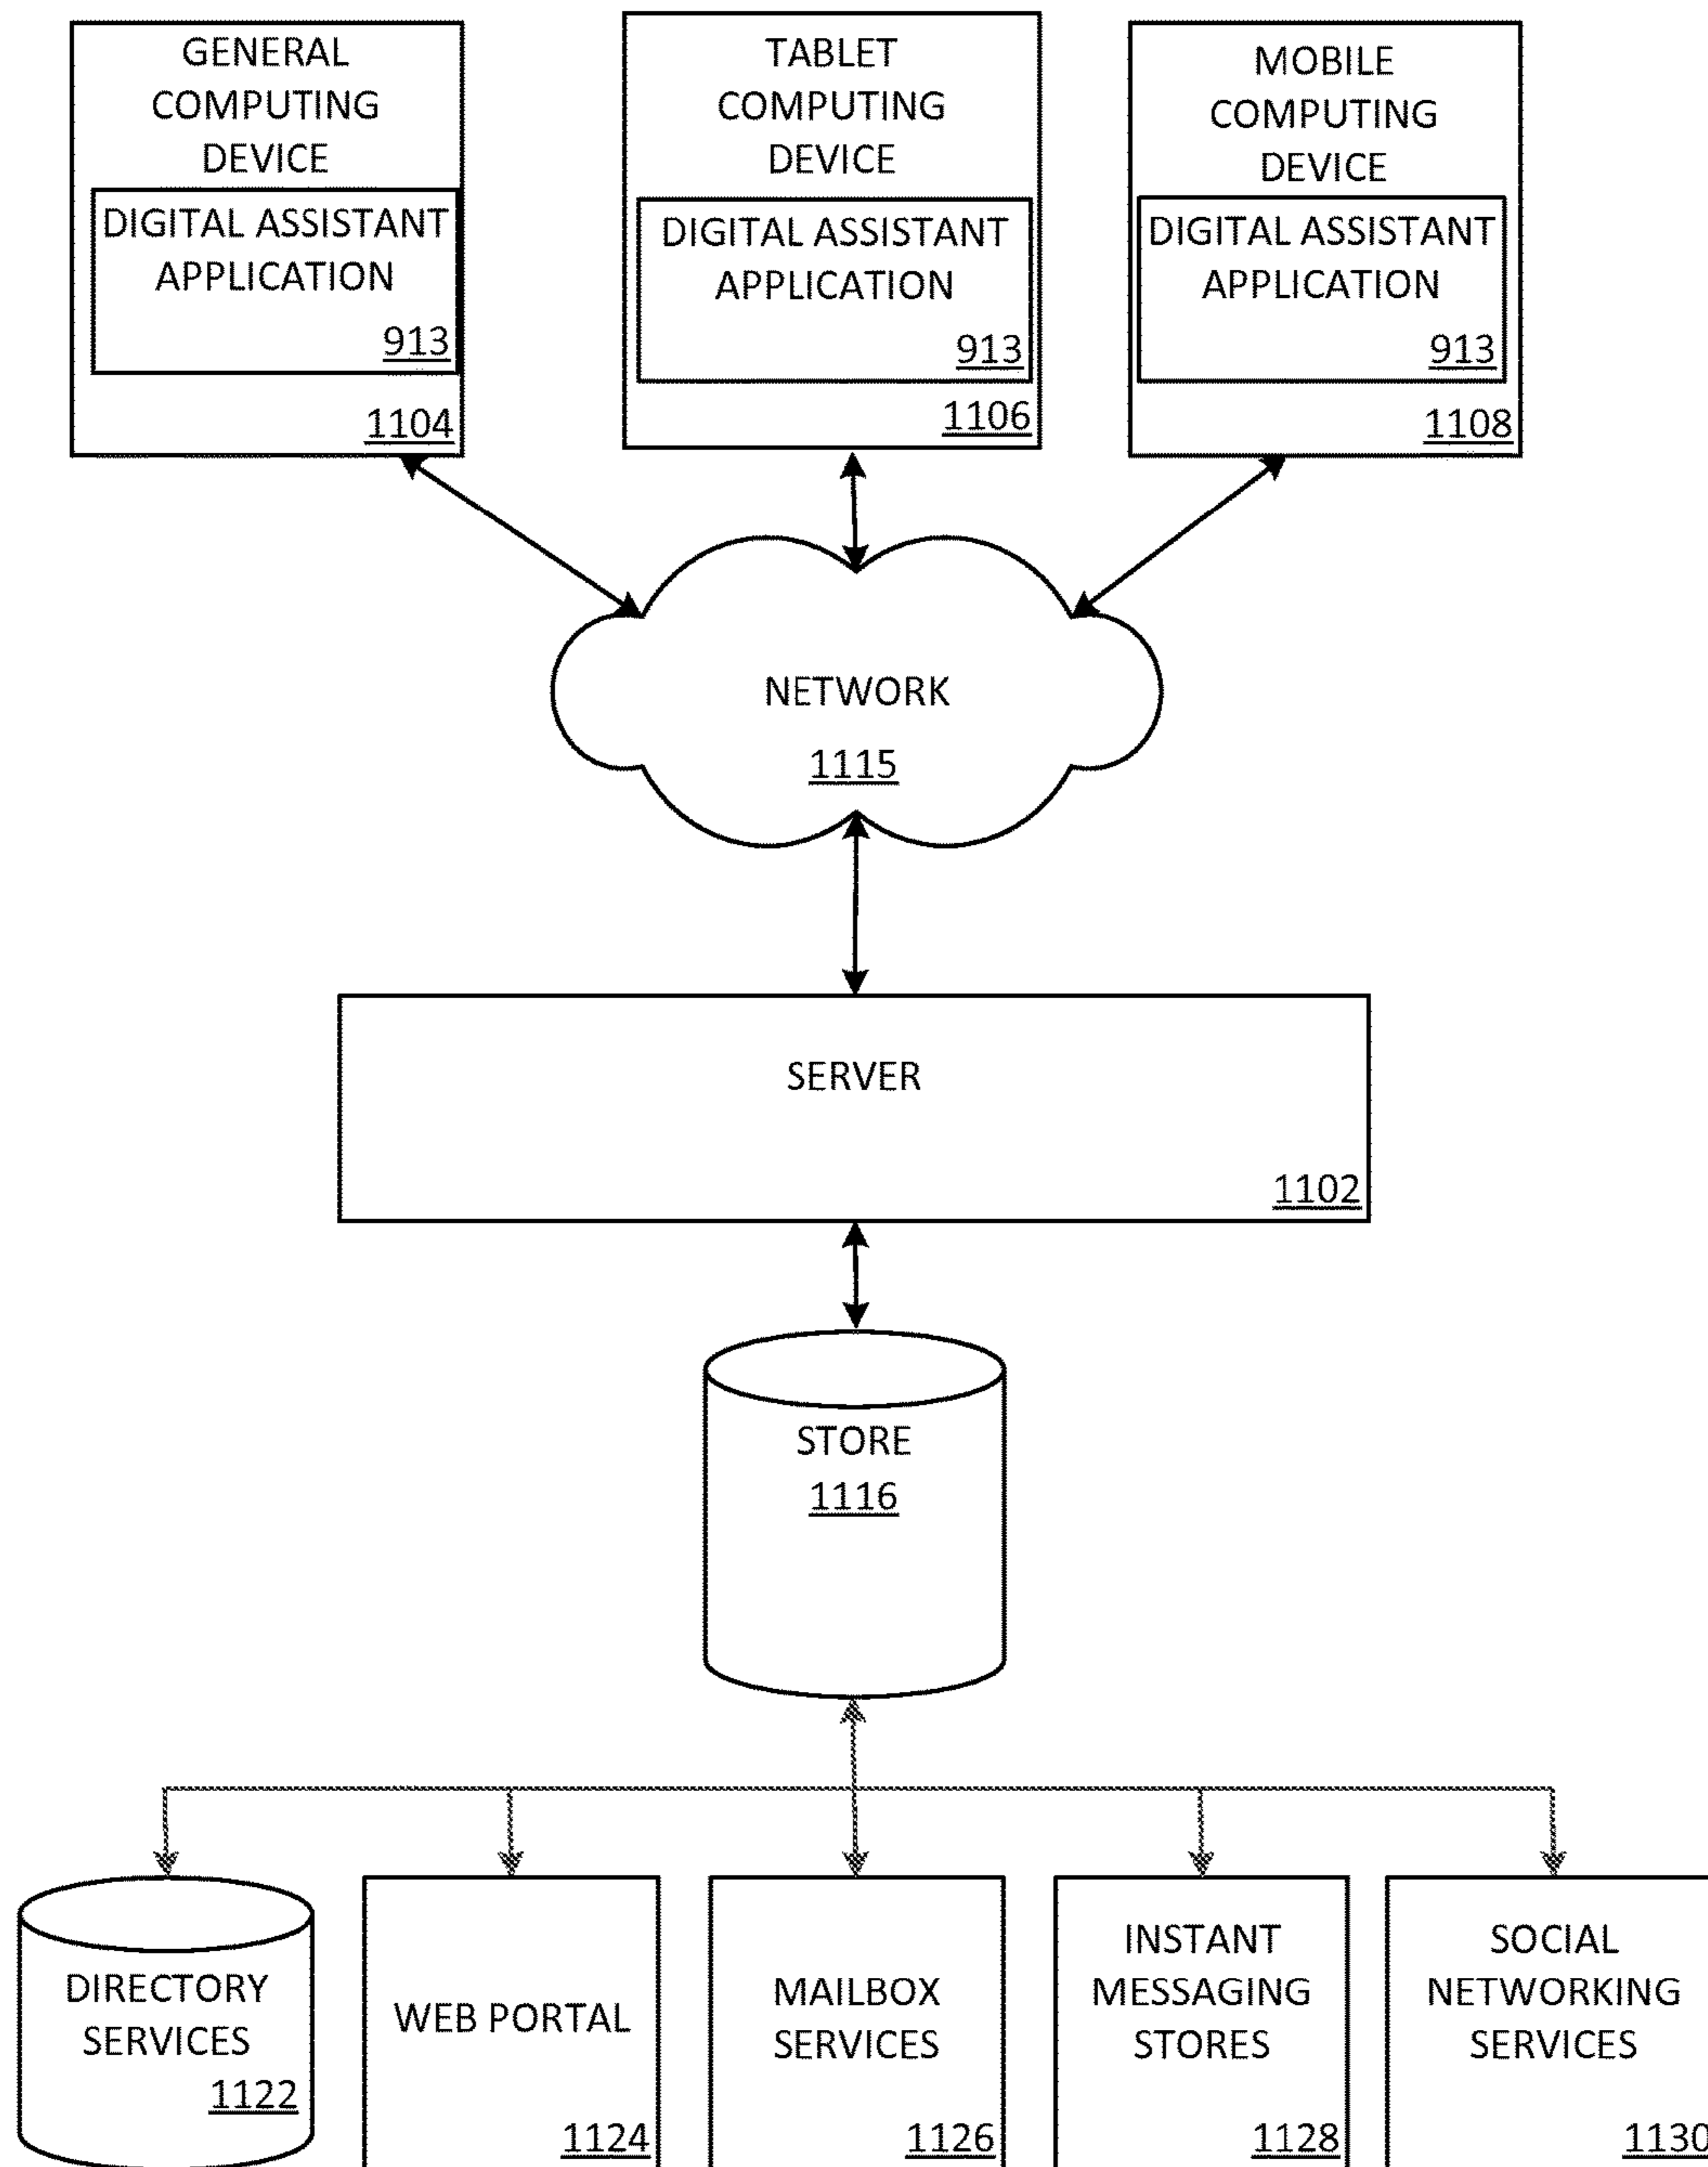 GENERAL
COMPUTING
DEVICE
DIGITAL ASSISTANT
APPLICATION
913
1104
TABLET
COMPUTING
DEVICE
DIGITAL ASSISTANT
APPLICATION
913
1106
MOBILE
COMPUTING
DEVICE
DIGITAL ASSISTANT
APPLICATION
913
1108
NETWORK
1115
SERVER
1102
STORE
1116
DIRECTORY
SERVICES
1122
WEB PORTAL
1124
MAILBOX
SERVICES
1126
INSTANT
MESSAGING
STORES
1128
SOCIAL
NETWORKING
SERVICES
1130